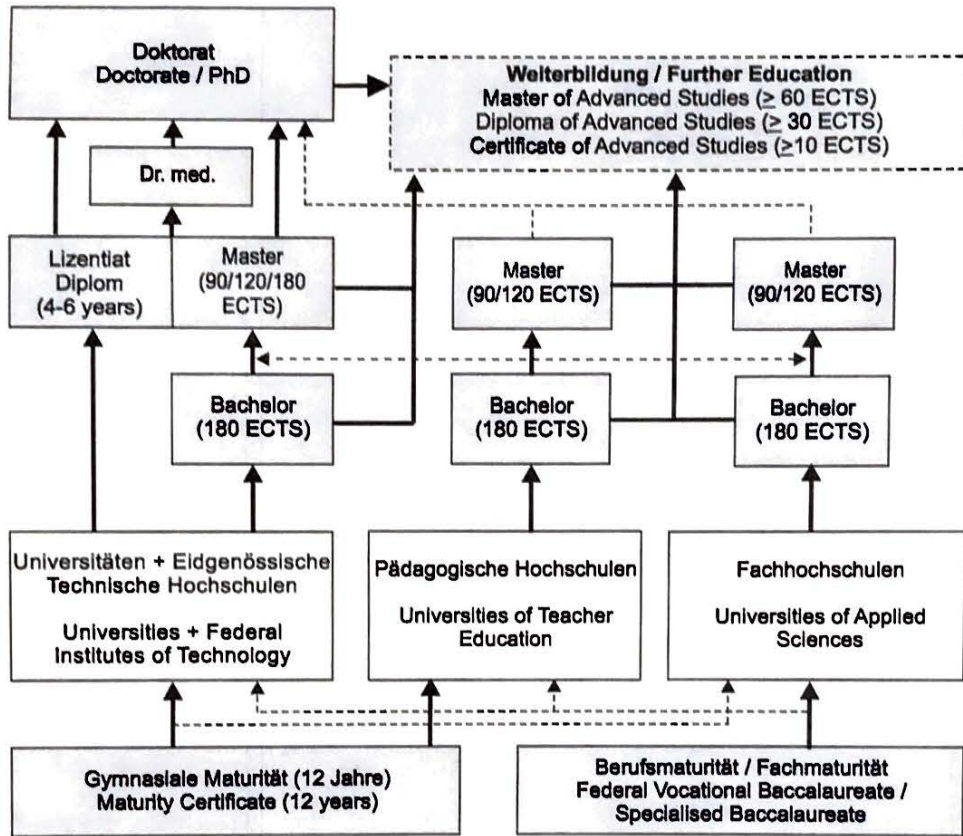 Doktorat
Doctorate / PhD
Weiterbildung / Further Education
Master of Advanced Studies (≥ 60 ECTS)
Diploma of Advanced Studies (≥ 30 ECTS)
Certificate of Advanced Studies (≥10 ECTS)
Dr. med.
Lizentiat
Diplom
(4-6 years)
Master
(90/120/180
ECTS)
Master
(90/120 ECTS)
Master
(90/120 ECTS)
Bachelor
(180 ECTS)
Bachelor
(180 ECTS)
Bachelor
(180 ECTS)
Universitäten + Eidgenössische
Technische Hochschulen
Universities + Federal
Institutes of Technology
Pädagogische Hochschulen
Universities of Teacher
Education
Fachhochschulen
Universities of Applied
Sciences
Gymnasiale Maturität (12 Jahre)
Maturity Certificate (12 years)
Berufsmaturität / Fachmaturität
Federal Vocational Baccalaureate /
Specialised Baccalaureate